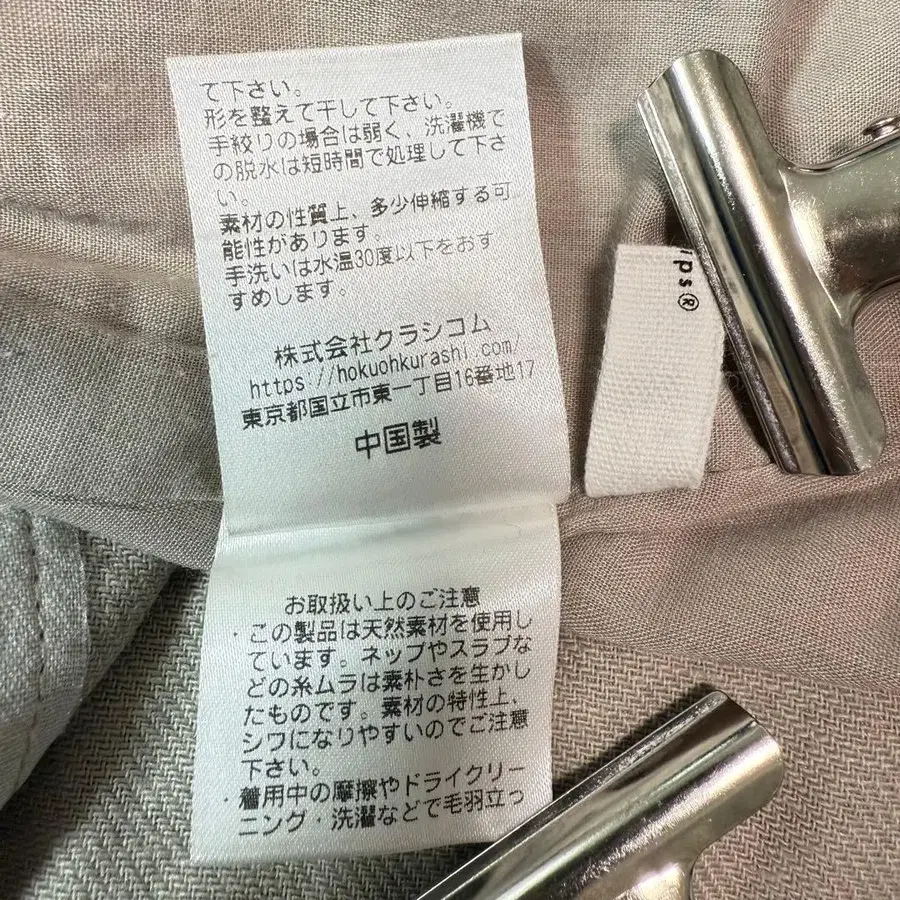 て下さい。
形を整えて干して下さい。
手絞りの場合は弱く、洗濯機で
の脱水は短時間で処理して下さ
い。
素材の性質上、多少伸縮する可
能性があります。
手洗いは水温30度以下をおす
すめします。
株式会社クラシコム
https://hokuohkurashi.com/
東京都国立市東一丁目16番地17
中国製
お取扱い上のご注意
・この製品は天然素材を使用し
ています。ネップやスラブな
どの糸ムラは素朴さを生かし
たものです。素材の特性上、
シワになりやすいのでご注意
下さい。
・着用中の摩擦やドライクリー
ニング・洗濯などで毛羽立っ
ps®